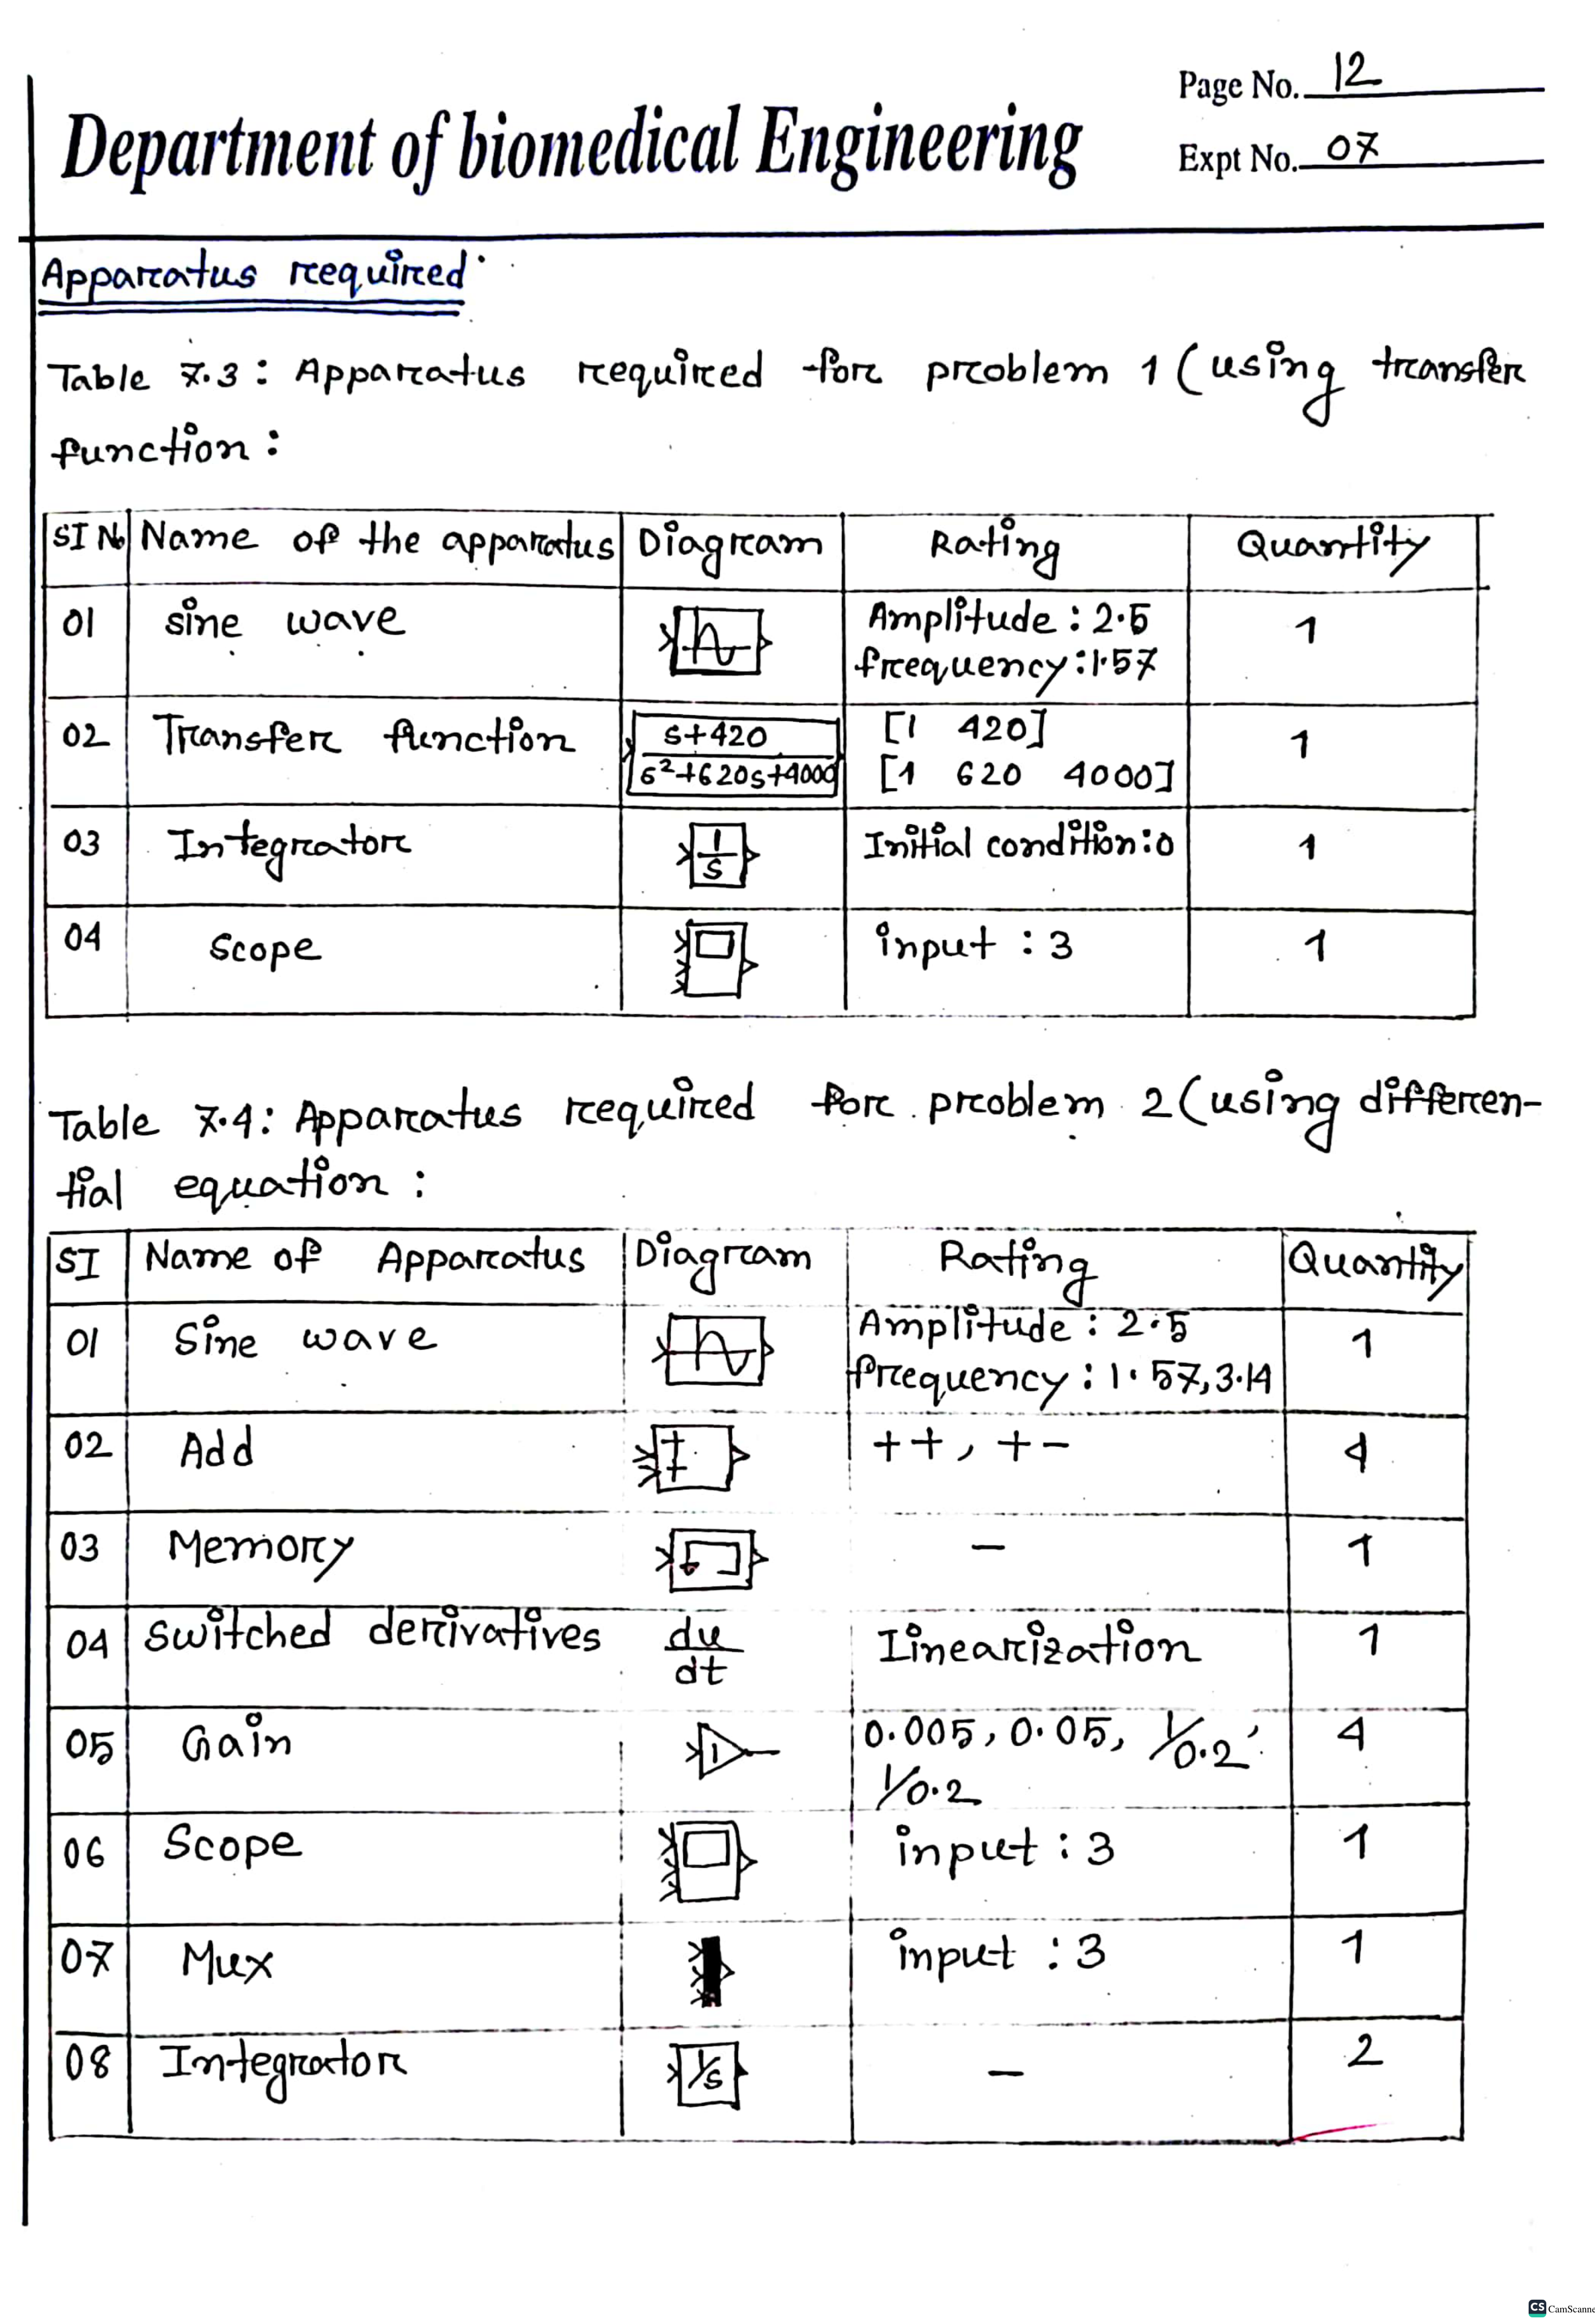 Page No. 12
Department of biomedical Engineering
Expt No. 07
Apparatus required
Table 7.3 : Apparatus required for problem 1 (using transfer
function :
SI No Name of the apparatus Diagram Rating Quantity
01 sine wave Amplitude : 2.5 1
frequency : 1.57
02 Transfer function s+420 [1 420] 1
s²+620s+4000 [1 620 4000]
03 Integrator 1/s Initial condition : 0 1
04 Scope input : 3 1
Table 7.4 : Apparatus required for problem 2 (using differen-
tial equation :
SI Name of Apparatus Diagram Rating Quantity
01 Sine wave Amplitude : 2.5 1
frequency : 1.57, 3.14
02 Add + + ++, +- 4
03 Memory - 1
04 switched derivatives du/dt linearization 1
05 Gain 1 0.005, 0.05, 1/0.2, 4
1/0.2
06 Scope input : 3 1
07 Mux input : 3 1
08 Integrator 1/s - 2
CS CamScanne